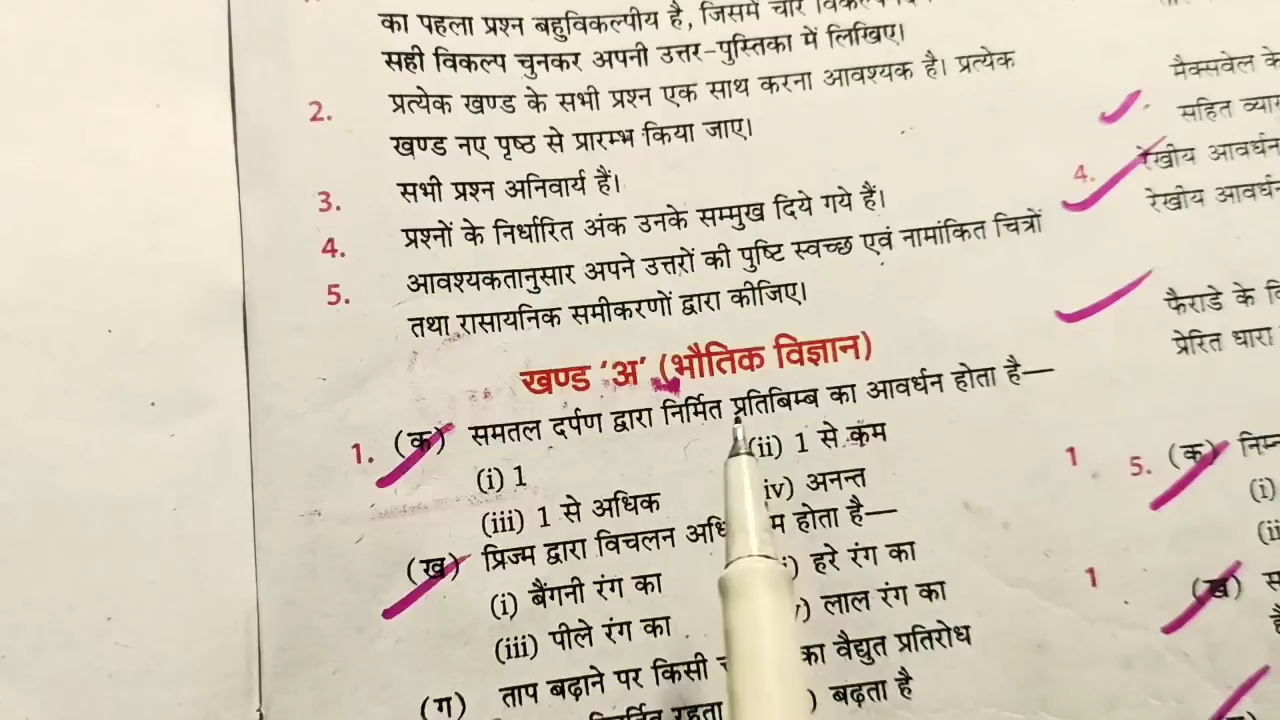 का पहला प्रश्न बहुविकल्पीय है, जिसमें चार
सही विकल्प चुनकर अपनी उत्तर-पुस्तिका में लिखिए।
2. प्रत्येक खण्ड के सभी प्रश्न एक साथ करना आवश्यक है। प्रत्येक
खण्ड नए पृष्ठ से प्रारम्भ किया जाए।
3. सभी प्रश्न अनिवार्य हैं।
4. प्रश्नों के निर्धारित अंक उनके सम्मुख दिये गये हैं।
5. आवश्यकतानुसार अपने उत्तरों की पुष्टि स्वच्छ एवं नामांकित चित्रों
तथा रासायनिक समीकरणों द्वारा कीजिए।
खण्ड 'अ' (भौतिक विज्ञान)
1. (क) समतल दर्पण द्वारा निर्मित प्रतिबिम्ब का आवर्धन होता है—
(i) 1 (ii) 1 से कम 1
(iii) 1 से अधिक iv) अनन्त
(ख) प्रिज्म द्वारा विचलन अधि म होता है—
(i) बैंगनी रंग का i) हरे रंग का 1
(iii) पीले रंग का ) लाल रंग का
(ग) ताप बढ़ाने पर किसी का वैद्युत प्रतिरोध
रहता ) बढ़ता है
मैक्सवेल के
सहित
4. रेखीय आवर्धन
रेखीय आवर्धन
फैराडे के
प्रेरित धारा
5. (क)
(i)
(ii
(ख)